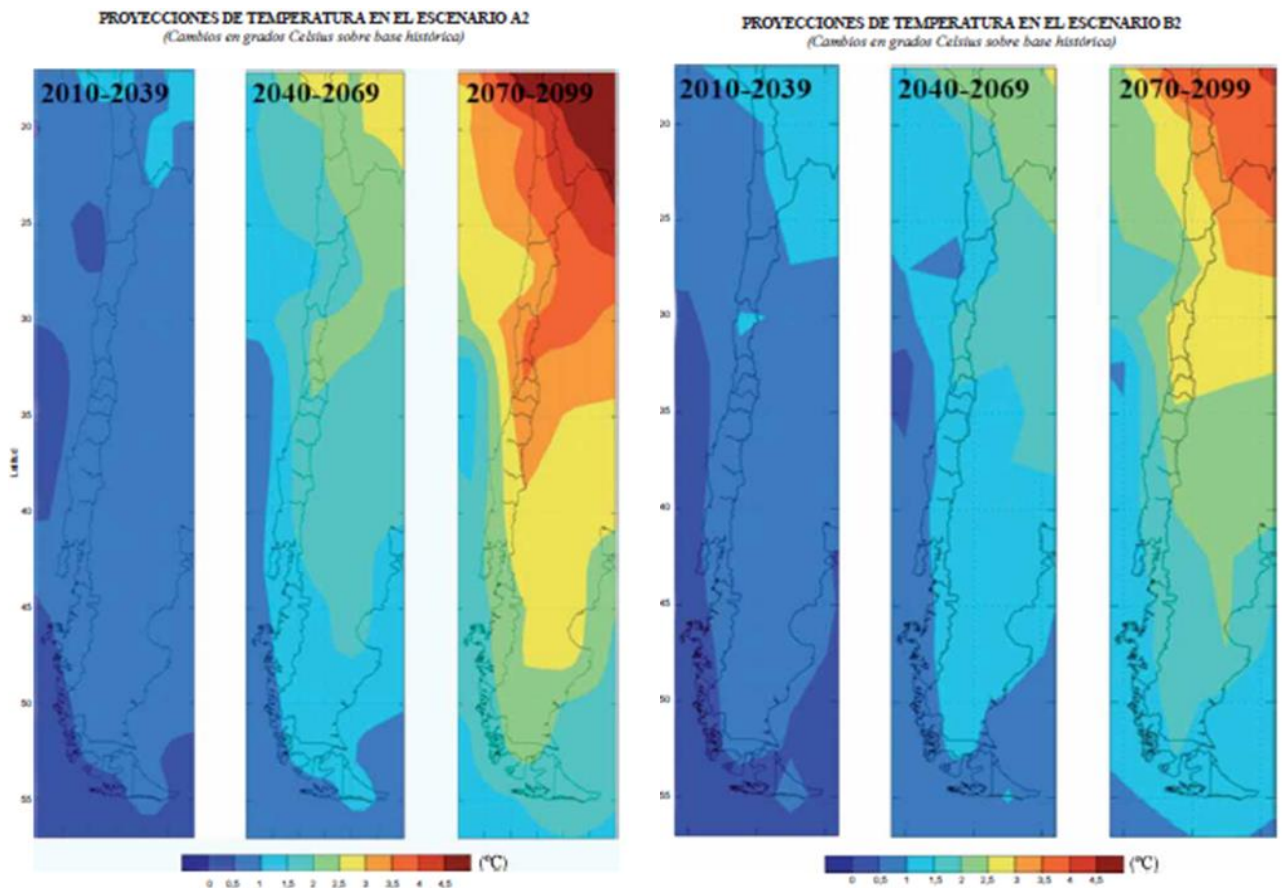 PROYECCIONES DE TEMPERATURA EN EL ESCENARIO A2
(Cambios en grados Celsius sobre base histórica)
2010-2039
2040-2069
2070-2099
20
25
30
35
40
45
50
55
Latitud
0 0,5 1 1,5 2 2,5 3 3,5 4 4,5
(ºC)
PROYECCIONES DE TEMPERATURA EN EL ESCENARIO B2
(Cambios en grados Celsius sobre base histórica)
2010-2039
2040-2069
2070-2099
20
25
30
35
40
45
50
55
0 0,5 1 1,5 2 2,5 3 3,5 4 4,5
(ºC)